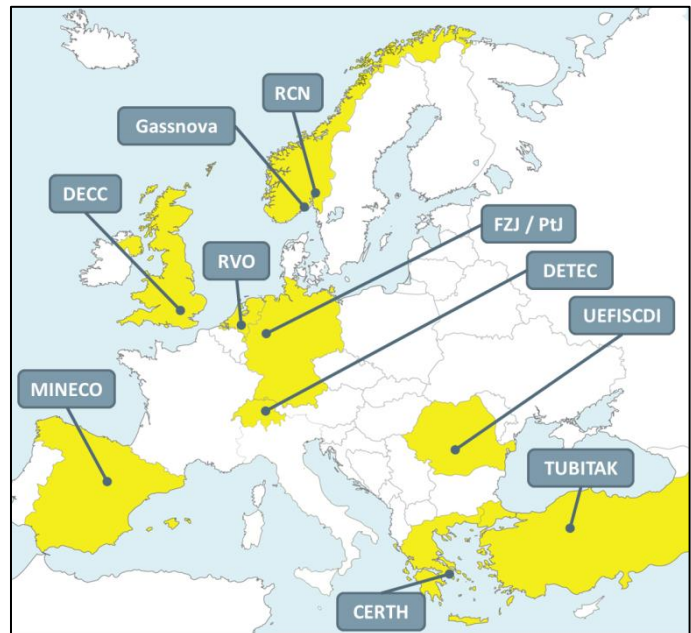 RCN
Gassnova
DECC
FZJ / PtJ
RVO
DETEC
UEFISCDI
MINECO
TUBITAK
CERTH